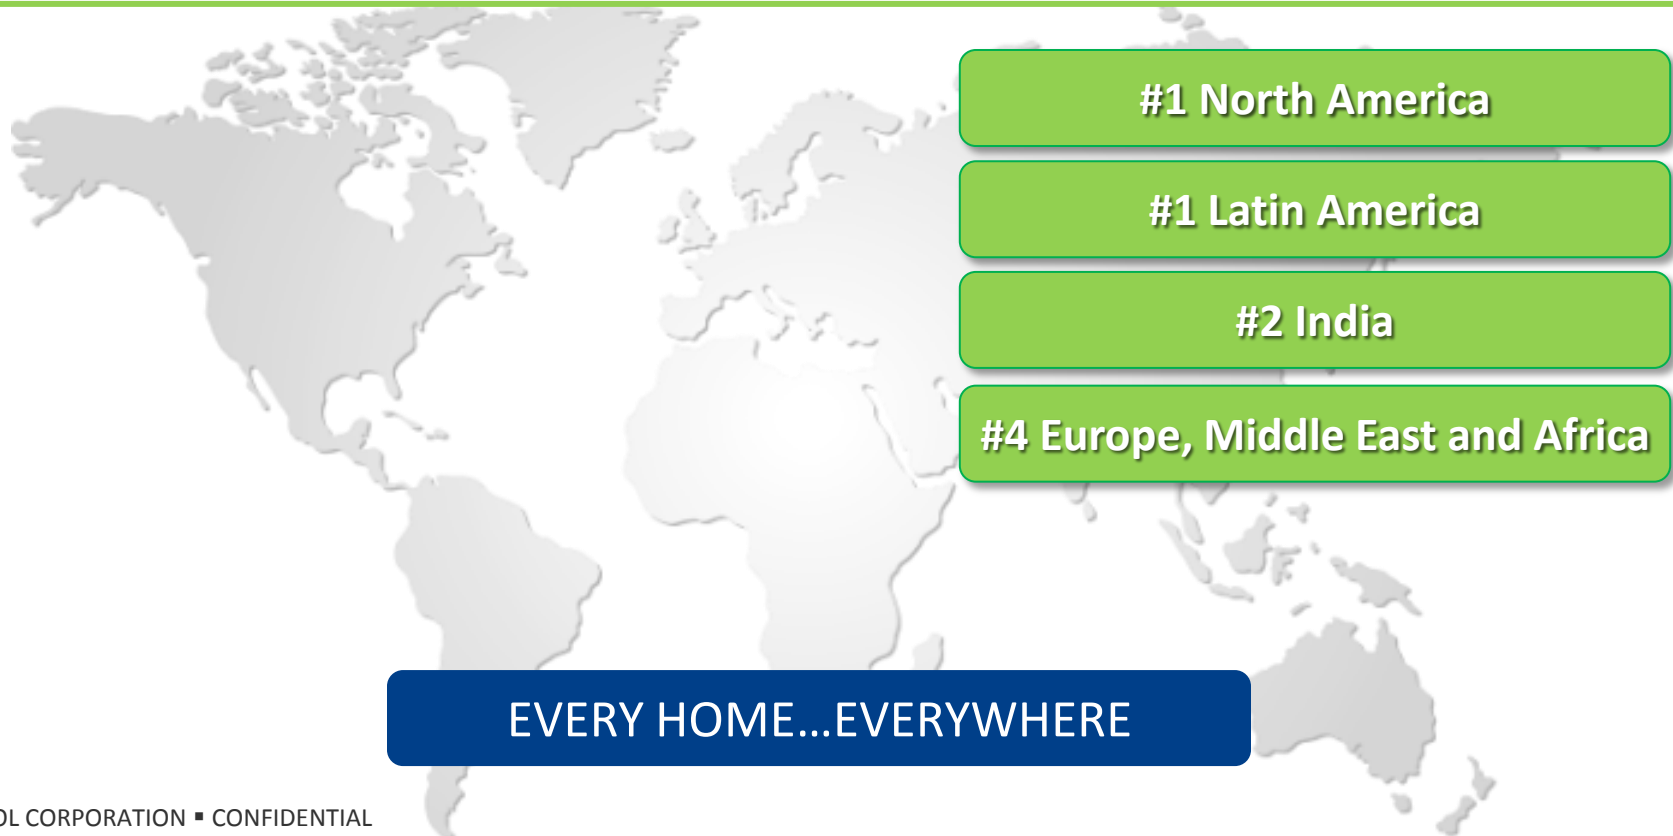 #1 North America
#1 Latin America
#2 India
#4 Europe, Middle East and Africa
EVERY HOME...EVERYWHERE
CORPORATION ▪ CONFIDENTIAL